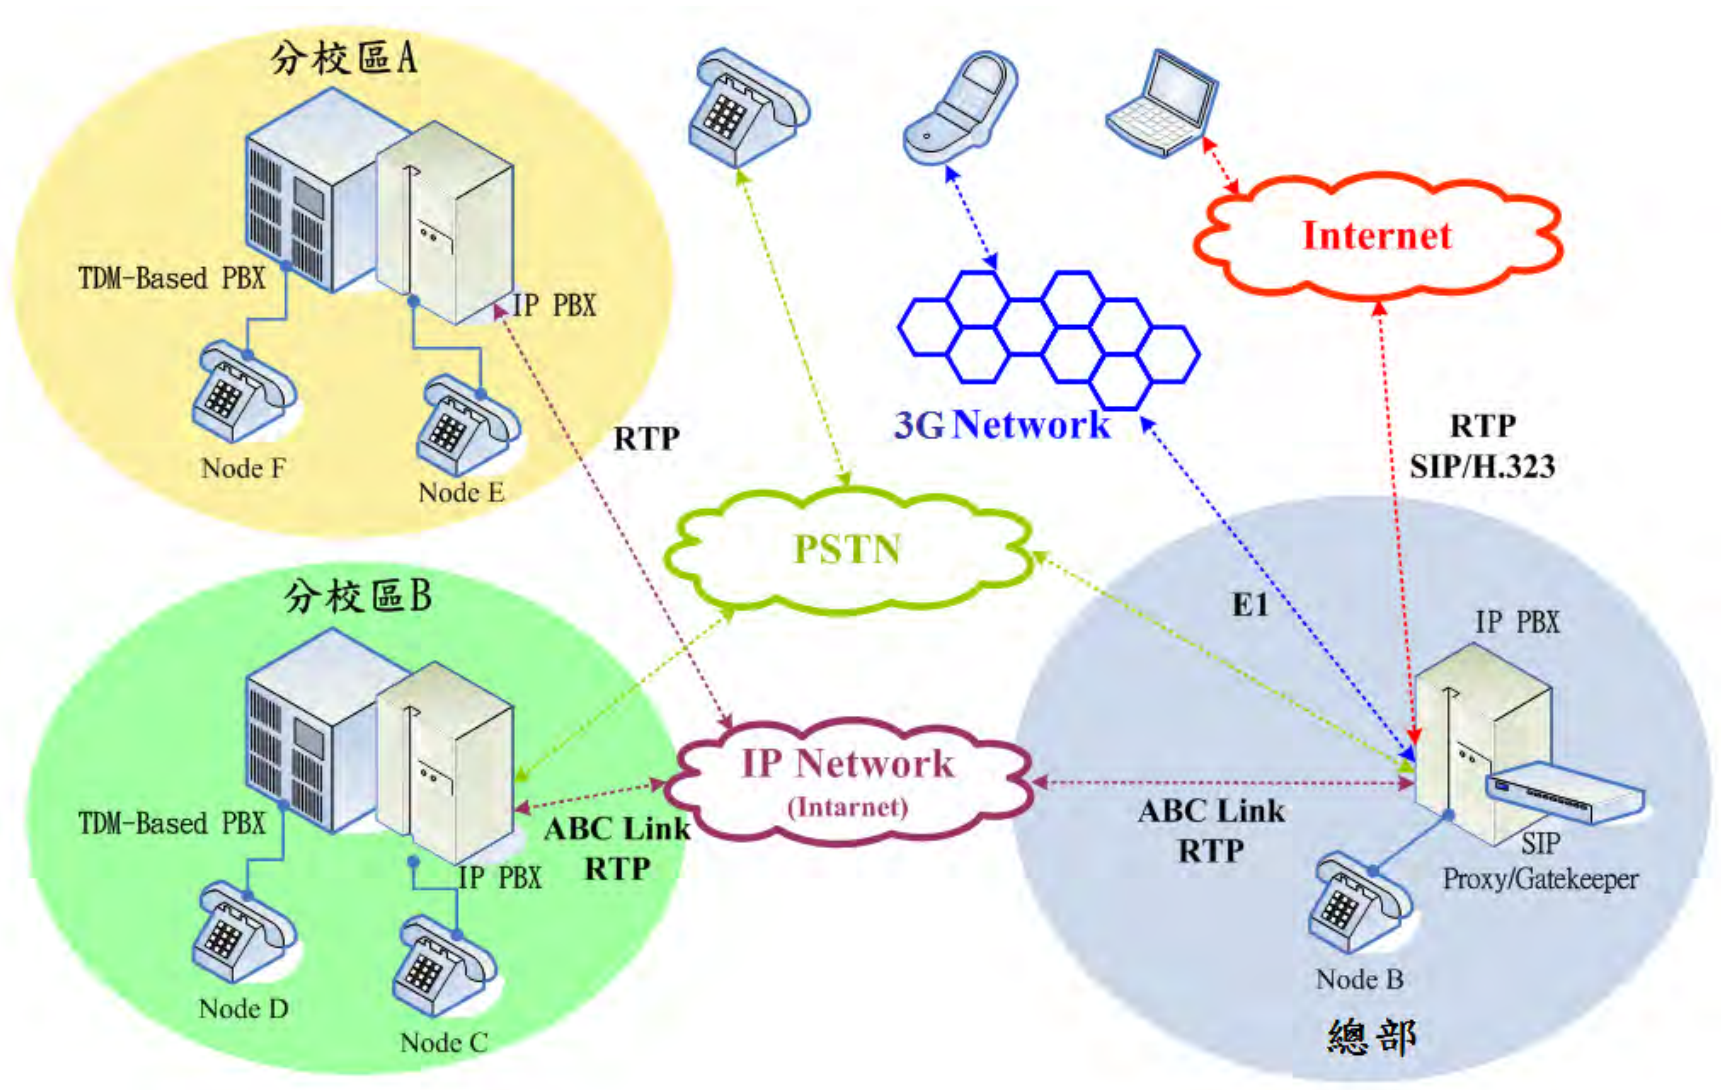 分校區A
TDM-Based PBX
IP PBX
Node F
Node E
Internet
3G Network
RTP
RTP
SIP/H.323
PSTN
E1
分校區B
TDM-Based PBX
IP PBX
Node D
Node C
IP Network
(Intarnet)
ABC Link
RTP
ABC Link
RTP
IP PBX
SIP
Proxy/Gatekeeper
Node B
總部